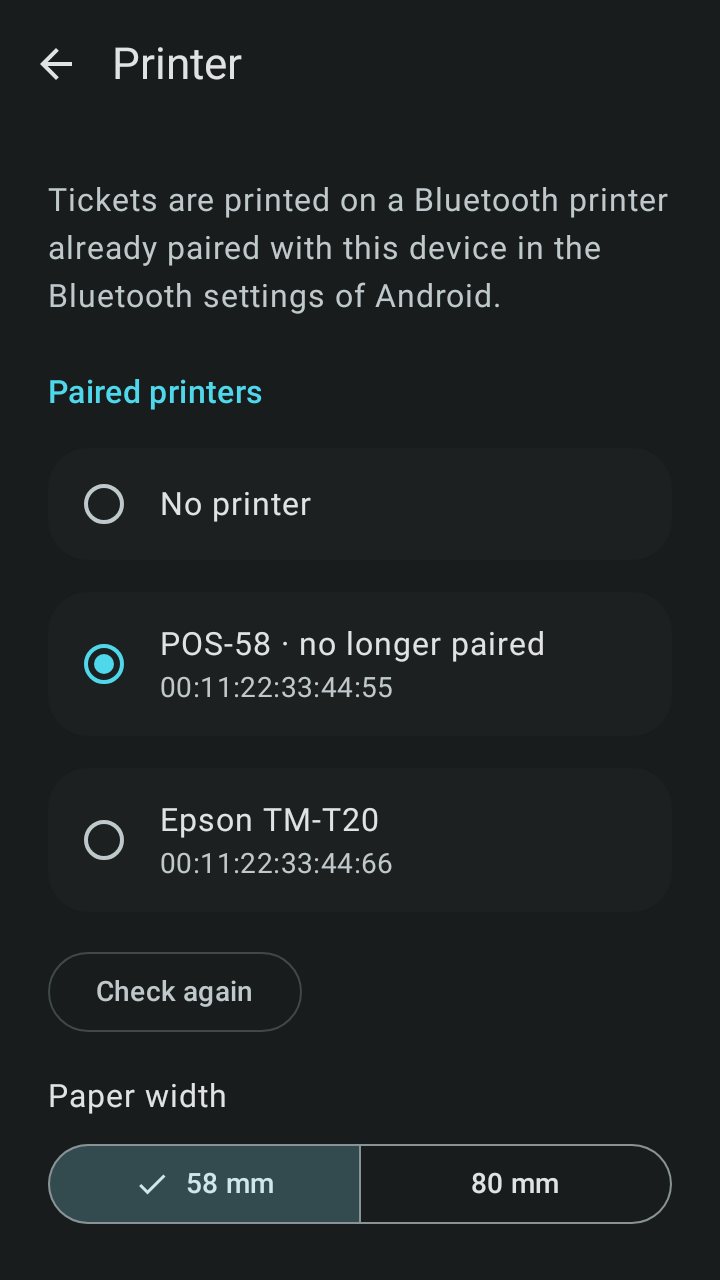 Printer
Tickets are printed on a Bluetooth printer
already paired with this device in the
Bluetooth settings of Android.
Paired printers
No printer
POS-58 · no longer paired
00:11:22:33:44:55
Epson TM-T20
00:11:22:33:44:66
Check again
Paper width
58 mm
80 mm